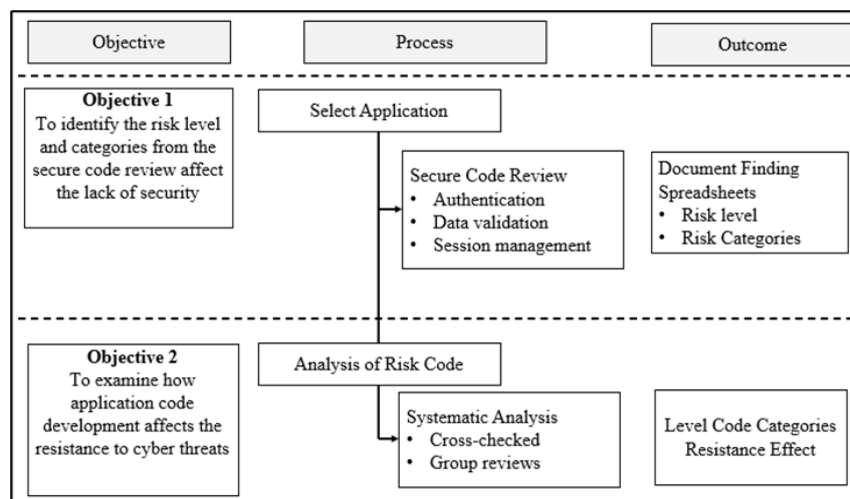 Objective
Process
Outcome
Objective 1
To identify the risk level
and categories from the
secure code review affect
the lack of security
Select Application
Secure Code Review
• Authentication
• Data validation
• Session management
Document Finding
Spreadsheets
• Risk level
• Risk Categories
Objective 2
To examine how
application code
development affects the
resistance to cyber threats
Analysis of Risk Code
Systematic Analysis
• Cross-checked
• Group reviews
Level Code Categories
Resistance Effect